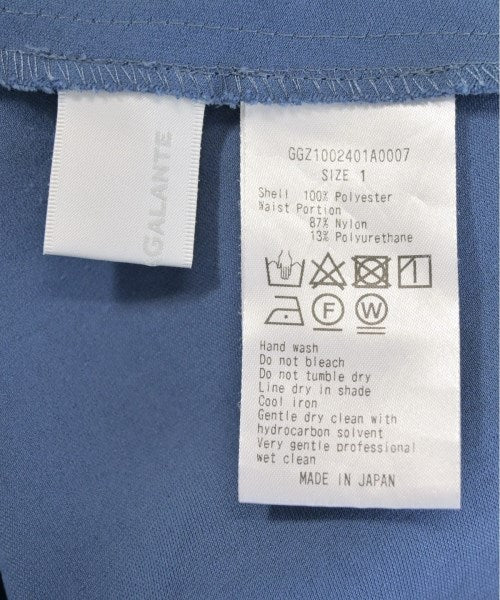 GALANTE
GGZ1002401A0007
SIZE 1
Shell 100% Polyester
Waist Portion
87% Nylon
13% Polyurethane
F
W
Hand wash
Do not bleach
Do not tumble dry
Line dry in shade
Cool iron
Gentle dry clean with
hydrocarbon solvent
Very gentle professional
wet clean
MADE IN JAPAN